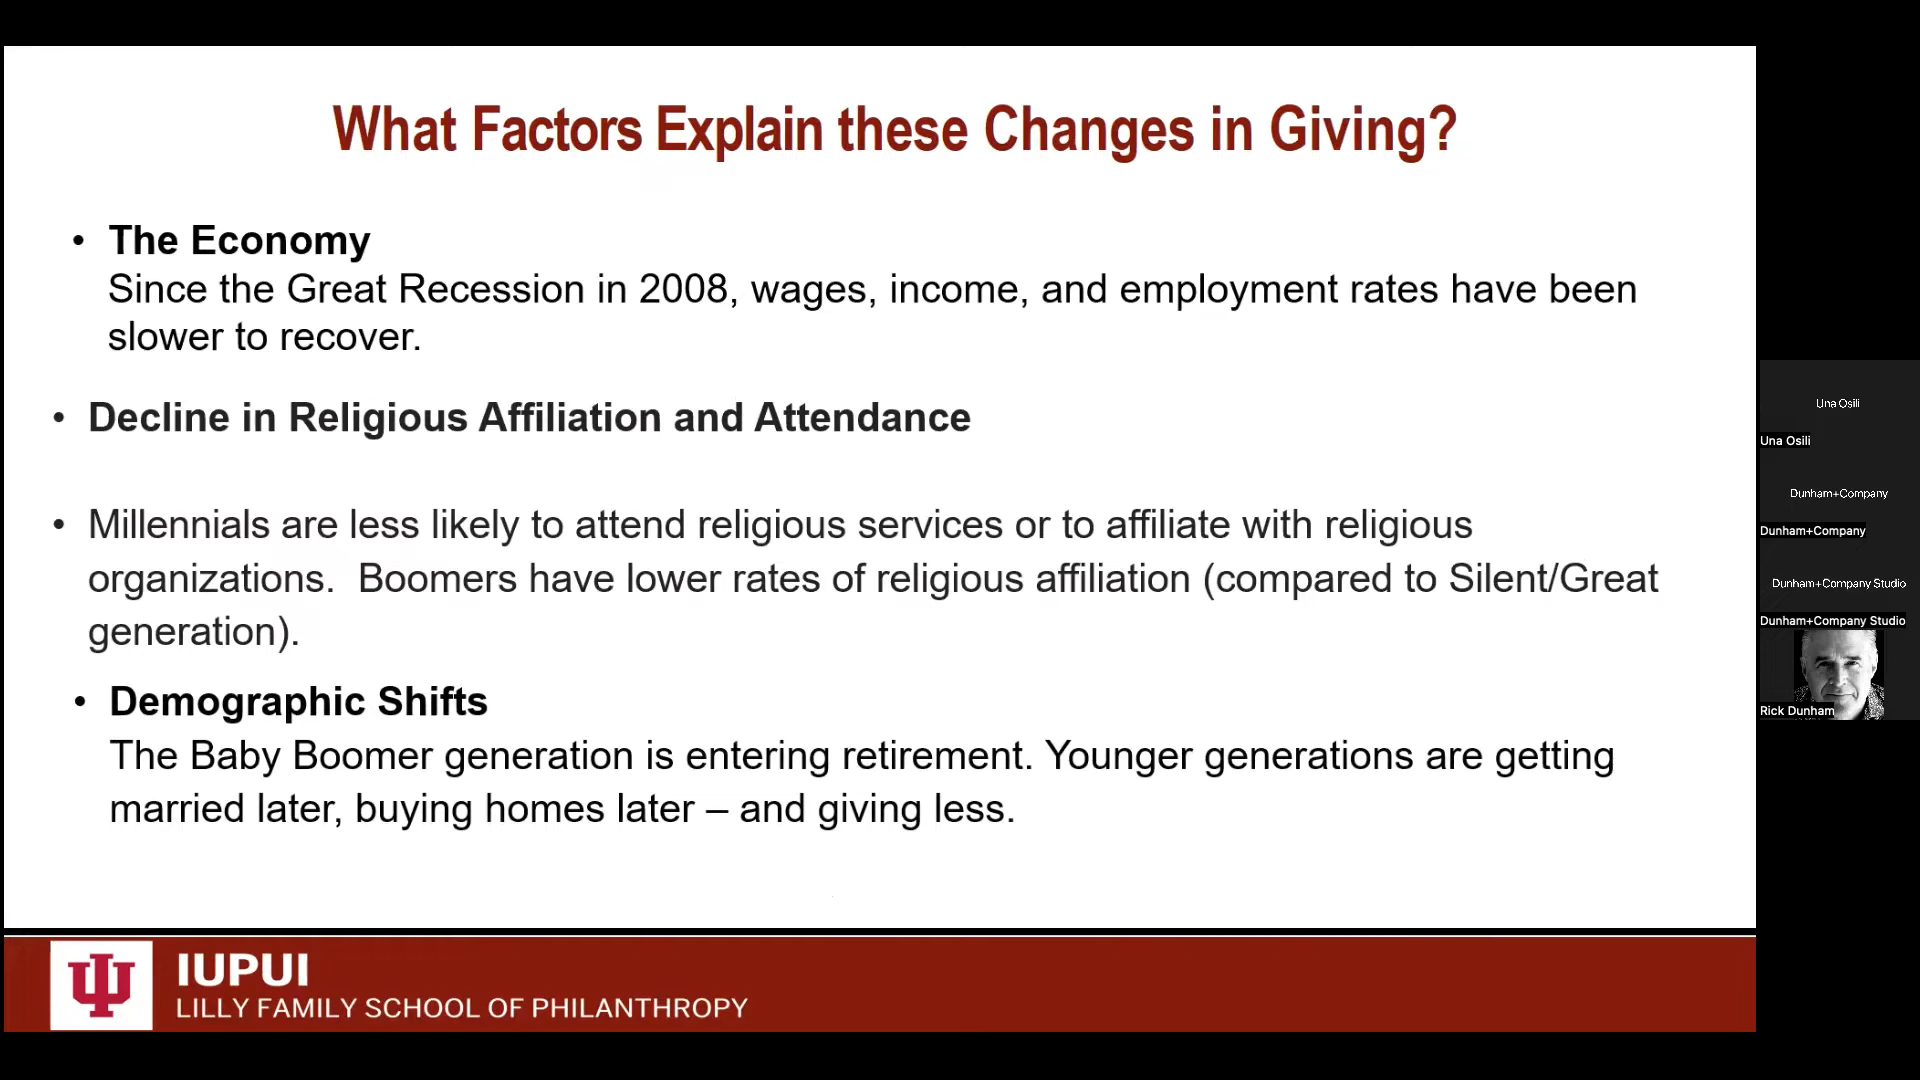 What Factors Explain these Changes in Giving?
• The Economy
Since the Great Recession in 2008, wages, income, and employment rates have been
slower to recover.
• Decline in Religious Affiliation and Attendance
• Millennials are less likely to attend religious services or to affiliate with religious
organizations.  Boomers have lower rates of religious affiliation (compared to Silent/Great
generation).
• Demographic Shifts
The Baby Boomer generation is entering retirement. Younger generations are getting
married later, buying homes later – and giving less.
IUPUI
LILLY FAMILY SCHOOL OF PHILANTHROPY
Una Osili
Una Osili
Dunham+Company
Dunham+Company
Dunham+Company Studio
Dunham+Company Studio
Rick Dunham